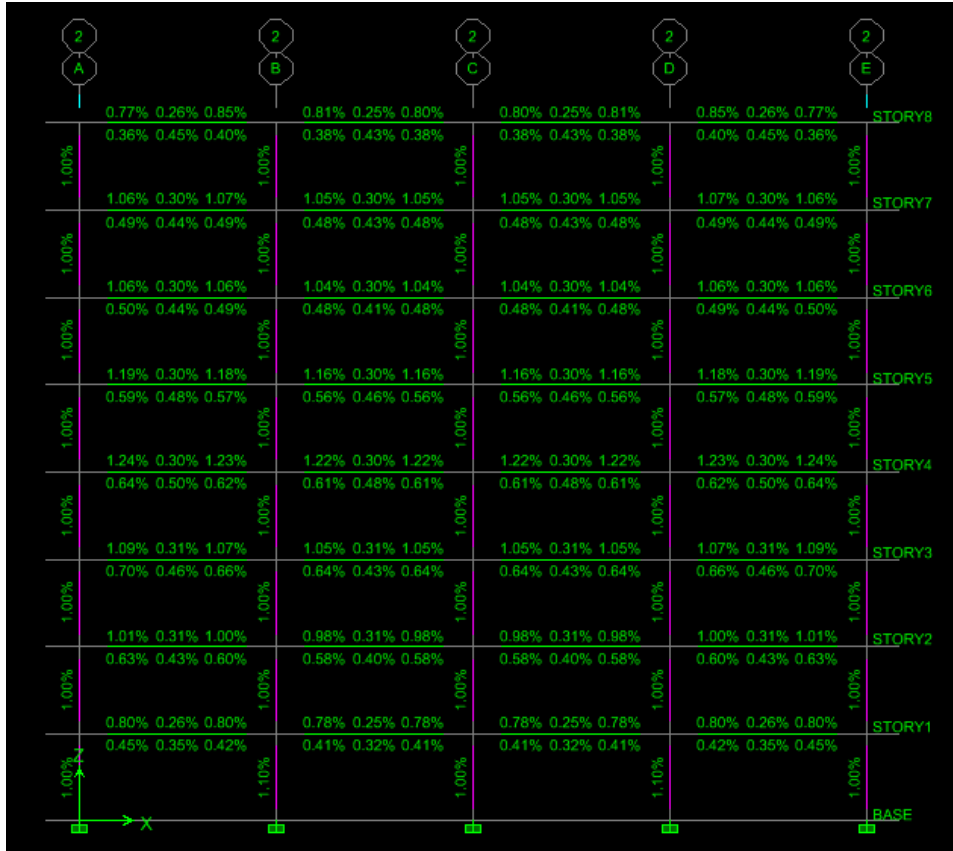 2 2 2 2 2
A B C D E
0.77% 0.26% 0.85% 0.81% 0.25% 0.80% 0.80% 0.25% 0.81% 0.85% 0.26% 0.77% STORY8
0.36% 0.45% 0.40% 0.38% 0.43% 0.38% 0.38% 0.43% 0.38% 0.40% 0.45% 0.36%
1.00% 1.00% 1.00% 1.00% 1.00%
1.06% 0.30% 1.07% 1.05% 0.30% 1.05% 1.05% 0.30% 1.05% 1.07% 0.30% 1.06% STORY7
0.49% 0.44% 0.49% 0.48% 0.43% 0.48% 0.48% 0.43% 0.48% 0.49% 0.44% 0.49%
1.00% 1.00% 1.00% 1.00% 1.00%
1.06% 0.30% 1.06% 1.04% 0.30% 1.04% 1.04% 0.30% 1.04% 1.06% 0.30% 1.06% STORY6
0.50% 0.44% 0.49% 0.48% 0.41% 0.48% 0.48% 0.41% 0.48% 0.49% 0.44% 0.50%
1.00% 1.00% 1.00% 1.00% 1.00%
1.19% 0.30% 1.18% 1.16% 0.30% 1.16% 1.16% 0.30% 1.16% 1.18% 0.30% 1.19% STORY5
0.59% 0.48% 0.57% 0.56% 0.46% 0.56% 0.56% 0.46% 0.56% 0.57% 0.48% 0.59%
1.00% 1.00% 1.00% 1.00% 1.00%
1.24% 0.30% 1.23% 1.22% 0.30% 1.22% 1.22% 0.30% 1.22% 1.23% 0.30% 1.24% STORY4
0.64% 0.50% 0.62% 0.61% 0.48% 0.61% 0.61% 0.48% 0.61% 0.62% 0.50% 0.64%
1.00% 1.00% 1.00% 1.00% 1.00%
1.09% 0.31% 1.07% 1.05% 0.31% 1.05% 1.05% 0.31% 1.05% 1.07% 0.31% 1.09% STORY3
0.70% 0.46% 0.66% 0.64% 0.43% 0.64% 0.64% 0.43% 0.64% 0.66% 0.46% 0.70%
1.00% 1.00% 1.00% 1.00% 1.00%
1.01% 0.31% 1.00% 0.98% 0.31% 0.98% 0.98% 0.31% 0.98% 1.00% 0.31% 1.01% STORY2
0.63% 0.43% 0.60% 0.58% 0.40% 0.58% 0.58% 0.40% 0.58% 0.60% 0.43% 0.63%
1.00% 1.00% 1.00% 1.00% 1.00%
0.80% 0.26% 0.80% 0.78% 0.25% 0.78% 0.78% 0.25% 0.78% 0.80% 0.26% 0.80% STORY1
0.45% 0.35% 0.42% 0.41% 0.32% 0.41% 0.41% 0.32% 0.41% 0.42% 0.35% 0.45%
Z
1.00% 1.10% 1.00% 1.10% 1.00%
X
BASE